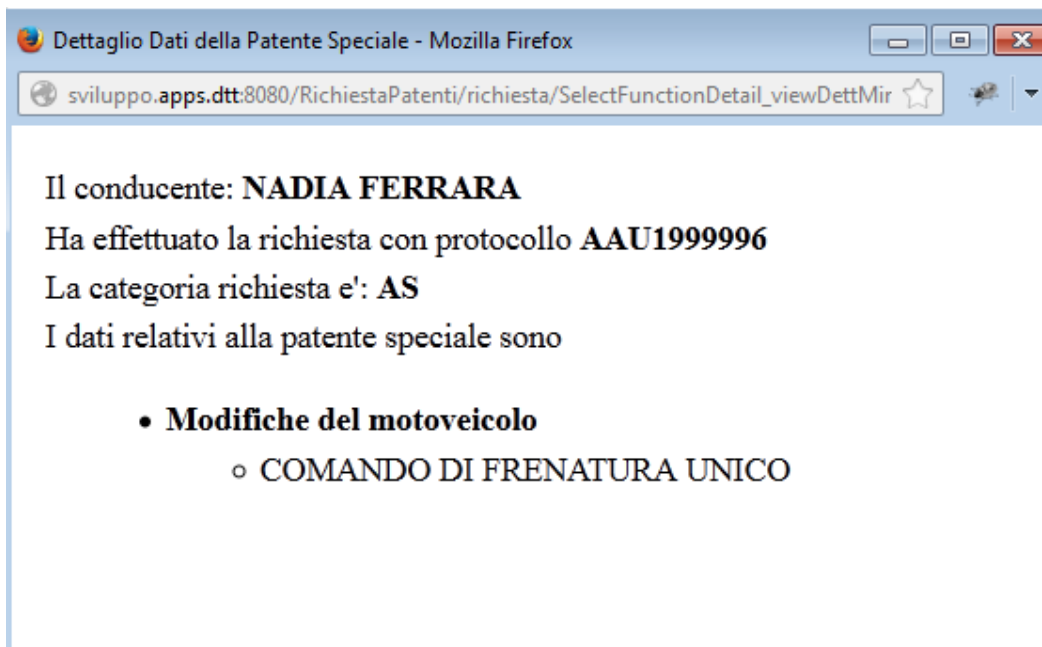 Dettaglio Dati della Patente Speciale - Mozilla Firefox
sviluppo.apps.dtt:8080/RichiestaPatenti/richiesta/SelectFunctionDetail_viewDettMir
Il conducente: NADIA FERRARA
Ha effettuato la richiesta con protocollo AAU1999996
La categoria richiesta e': AS
I dati relativi alla patente speciale sono
• Modifiche del motoveicolo
○ COMANDO DI FRENATURA UNICO